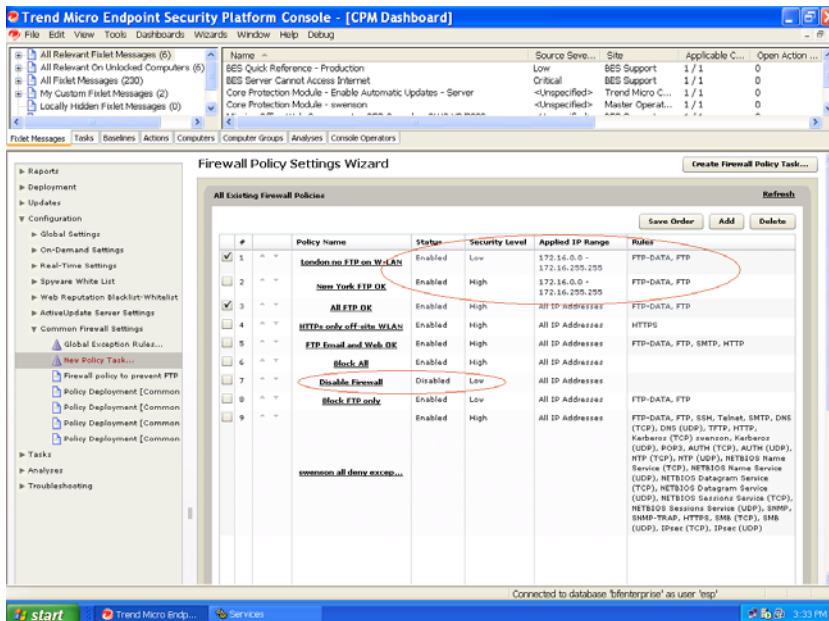 Trend Micro Endpoint Security Platform Console - [CPM Dashboard]
File Edit View Tools Dashboards Wizards Window Help Debug
All Relevant Fixlet Messages (6)
All Relevant On Unlocked Computers (6)
All Fixlet Messages (230)
My Custom Fixlet Messages (2)
Locally Hidden Fixlet Messages (0)
Name Source Seve... Site Applicable C... Open Action ...
BES Quick Reference - Production Low BES Support 1 / 1 0
BES Server Cannot Access Internet Critical BES Support 1 / 1 0
Core Protection Module - Enable Automatic Updates - Server <Unspecified> Trend Micro C... 1 / 1 0
Core Protection Module - swenson <Unspecified> Master Operat... 1 / 1 0
Fixlet Messages Tasks Baselines Actions Computers Computer Groups Analyses Console Operators
Reports
Deployment
Updates
Configuration
Global Settings
On-Demand Settings
Real-Time Settings
Spyware White List
Web Reputation Blacklist-Whitelist
ActiveUpdate Server Settings
Common Firewall Settings
Global Exception Rules...
New Policy Task...
Firewall policy to prevent FTP
Policy Deployment [Common
Policy Deployment [Common
Policy Deployment [Common
Policy Deployment [Common
Tasks
Analyses
Troubleshooting
Firewall Policy Settings Wizard
Create Firewall Policy Task...
All Existing Firewall Policies
Refresh
Save Order Add Delete
# Policy Name Status Security Level Applied IP Range Rules
1 London no FTP on W-LAN Enabled Low 172.16.0.0 - FTP-DATA, FTP
172.16.255.255
2 New York FTP OK Enabled High 172.16.0.0 - FTP-DATA, FTP
172.16.255.255
3 All FTP OK Enabled High All IP Addresses FTP-DATA, FTP
4 HTTPs only off-site WLAN Enabled High All IP Addresses HTTPS
5 FTP Email and Web OK Enabled High All IP Addresses FTP-DATA, FTP, SMTP, HTTP
6 Block All Enabled High All IP Addresses
7 Disable Firewall Disabled Low All IP Addresses
8 Block FTP only Enabled Low All IP Addresses FTP-DATA, FTP
9 swenson all deny excep... Enabled High All IP Addresses FTP-DATA, FTP, SSH, Telnet, SMTP, DNS
(TCP), DNS (UDP), TFTP, HTTP,
Kerberos (TCP) swenson, Kerberos
(UDP), POP3, AUTH (TCP), AUTH (UDP),
NTP (TCP), NTP (UDP), NETBIOS Name
Service (TCP), NETBIOS Name Service
(UDP), NETBIOS Datagram Service
(TCP), NETBIOS Datagram Service
(UDP), NETBIOS Sessions Service (TCP),
NETBIOS Sessions Service (UDP), SNMP,
SNMP-TRAP, HTTPS, SMB (TCP), SMB
(UDP), IPsec (TCP), IPsec (UDP)
Connected to database 'bfenterprise' as user 'esp'
start Trend Micro Endp... Services 3:33 PM